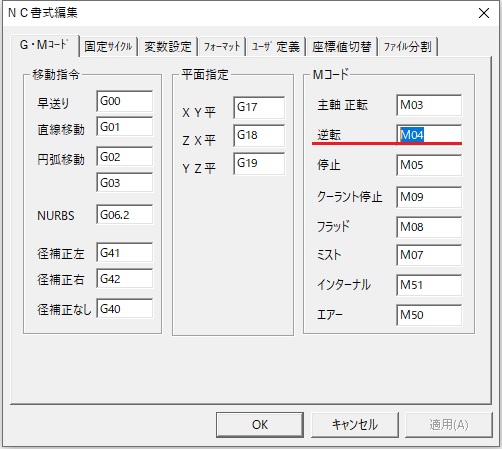 ＮＣ書式編集
Ｇ・Ｍｺｰﾄﾞ
固定ｻｲｸﾙ
変数設定
ﾌｫｰﾏｯﾄ
ﾕｰｻﾞ定義
座標値切替
ﾌｧｲﾙ分割
移動指令
早送り G00
直線移動 G01
円弧移動 G02
G03
NURBS G06.2
径補正左 G41
径補正右 G42
径補正なし G40
平面指定
ＸＹ平 G17
ＺＸ平 G18
ＹＺ平 G19
Ｍコード
主軸 正転 M03
逆転 M04
停止 M05
クーラント停止 M09
フラッド M08
ミスト M07
インターナル M51
エアー M50
OK
キャンセル
適用(A)